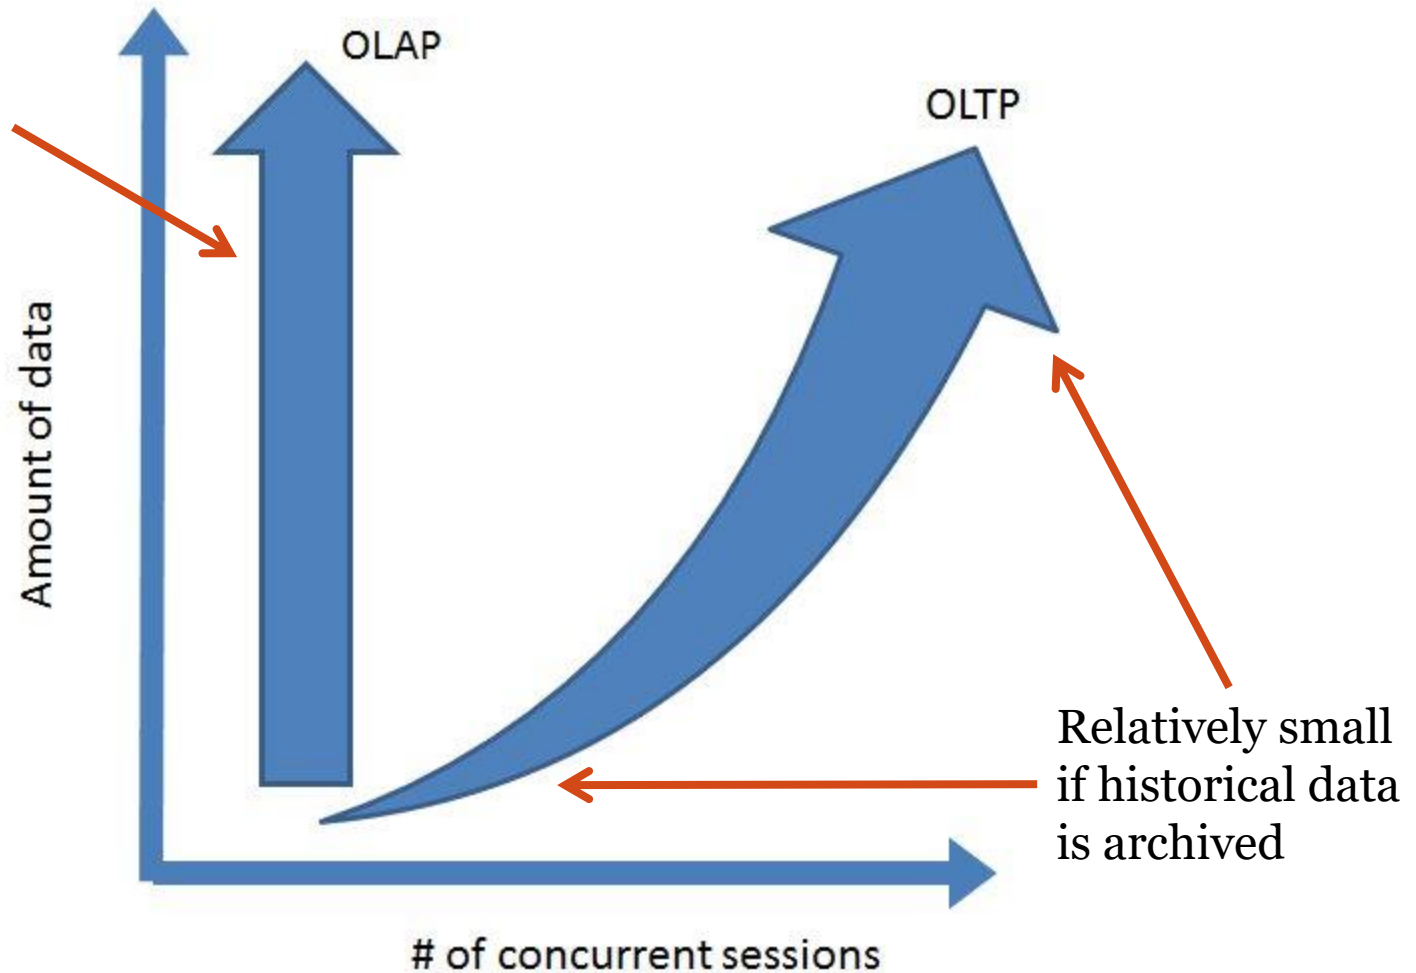 OLAP
OLTP
Amount of data
Relatively small
if historical data
is archived
# of concurrent sessions